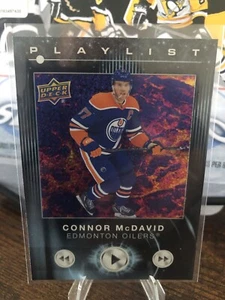 PLAYLIST
UPPER DECK
CONNOR McDAVID
EDMONTON OILERS®